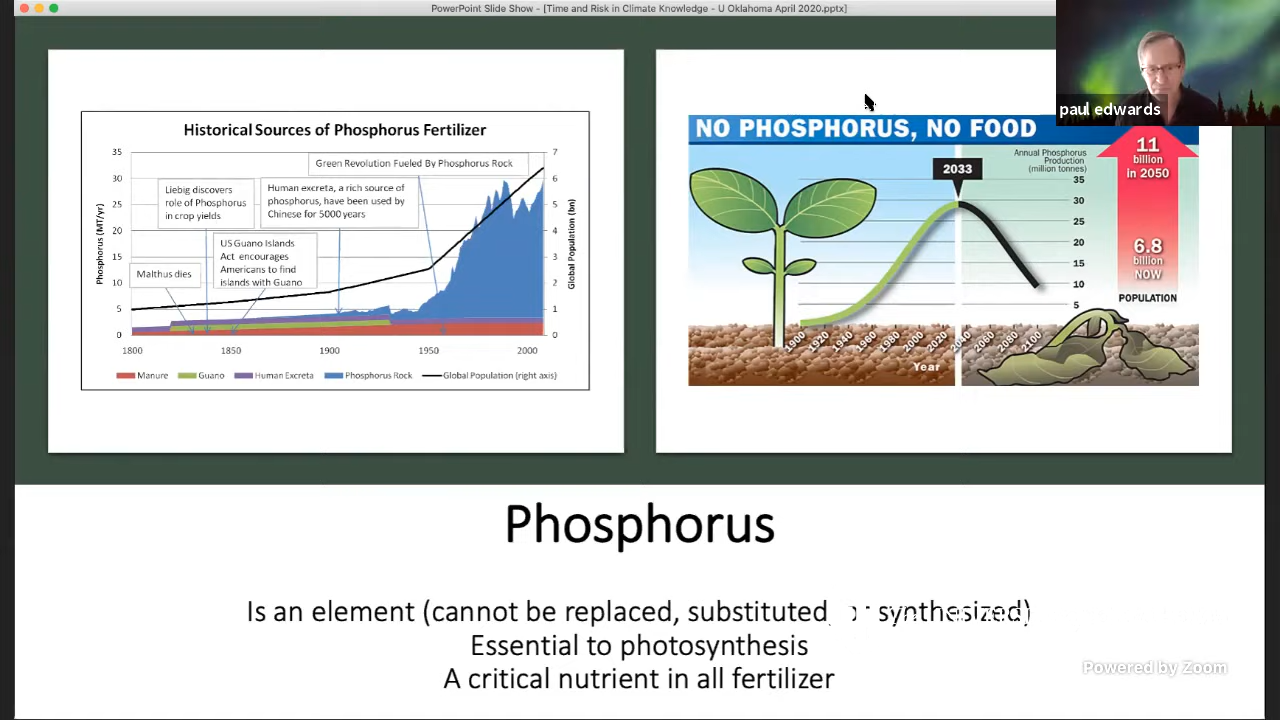 PowerPoint Slide Show - [Time and Risk in Climate Knowledge - U Oklahoma April 2020.pptx]
paul edwards
Historical Sources of Phosphorus Fertilizer
35
30
25
20
15
10
5
0
Phosphorus (MT/yr)
7
6
5
4
3
2
1
0
Global Population (bn)
Green Revolution Fueled By Phosphorus Rock
Liebig discovers
role of Phosphorus
in crop yields
Human excreta, a rich source of
phosphorus, have been used by
Chinese for 5000 years
US Guano Islands
Act encourages
Americans to find
islands with Guano
Malthus dies
1800 1850 1900 1950 2000
Manure Guano Human Excreta Phosphorus Rock Global Population (right axis)
NO PHOSPHORUS, NO FOOD
2033
Annual Phosphorus
Production
(million tonnes)
35
30
25
20
15
10
5
11
billion
in 2050
6.8
billion
NOW
POPULATION
1900 1920 1940 1960 1980 2000 2020 2040 2060 2080 2100
Year
Phosphorus
Is an element (cannot be replaced, substituted, or synthesized)
Essential to photosynthesis
A critical nutrient in all fertilizer
Powered by Zoom